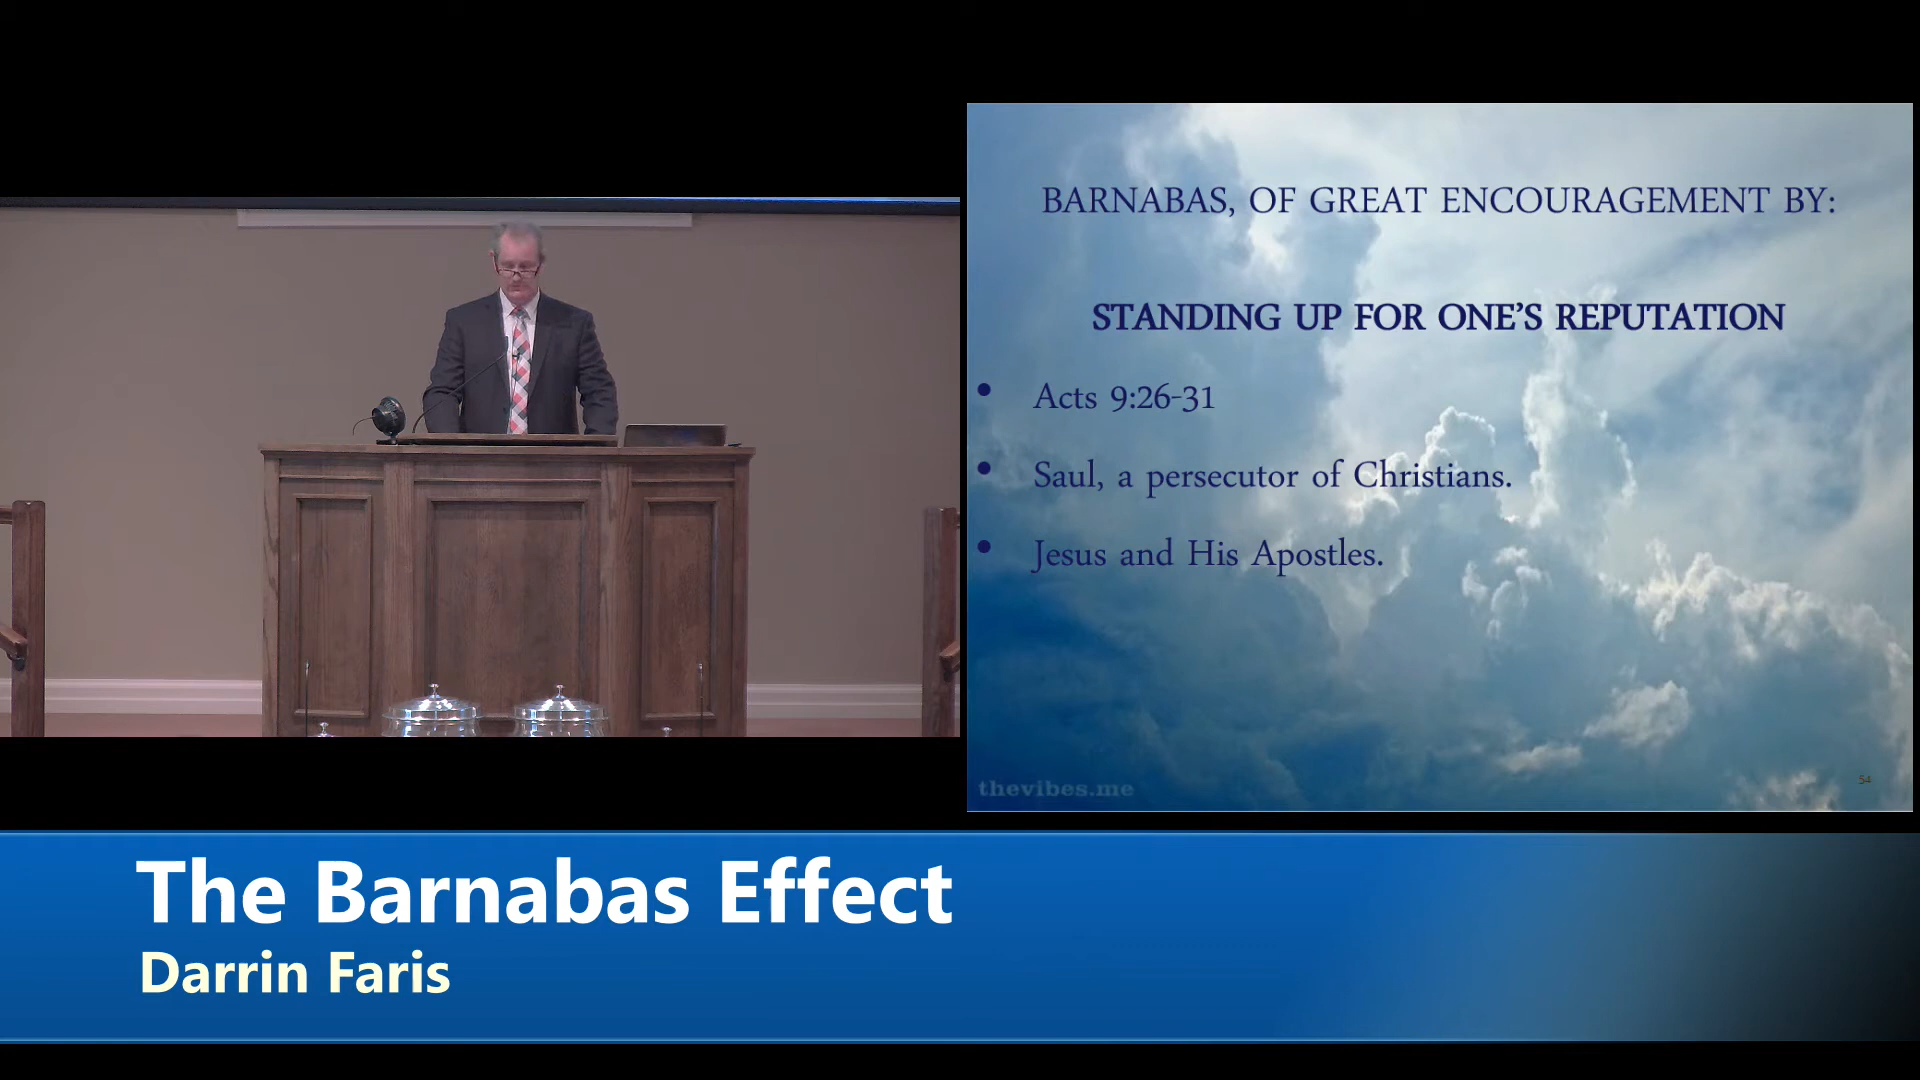 BARNABAS, OF GREAT ENCOURAGEMENT BY:
STANDING UP FOR ONE'S REPUTATION
• Acts 9:26-31
• Saul, a persecutor of Christians.
• Jesus and His Apostles.
thevibes.me
54
The Barnabas Effect
Darrin Faris